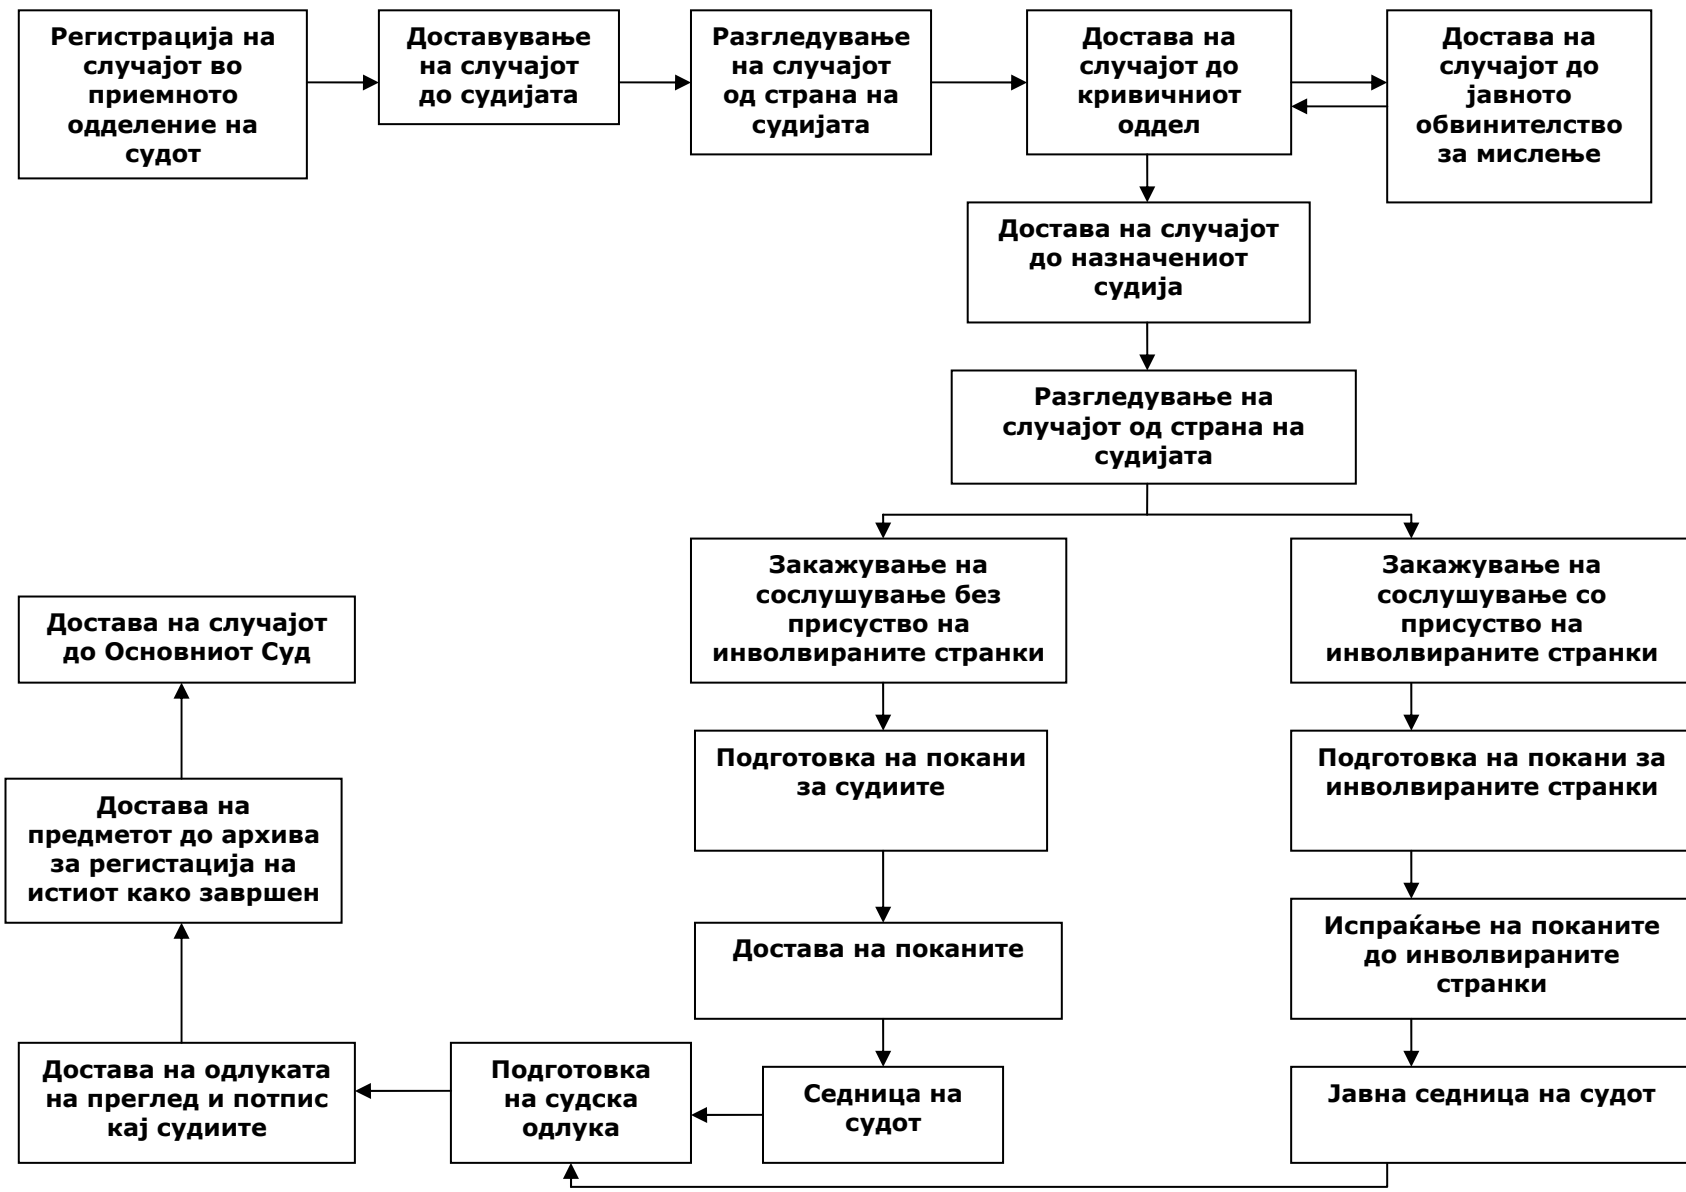 Регистрација на
случајот во
приемното
одделение на
судот
Доставување
на случајот
до судијата
Разгледување
на случајот
од страна на
судијата
Достава на
случајот до
кривичниот
оддел
Достава на
случајот до
јавното
обвинителство
за мислење
Достава на случајот
до назначениот
судија
Разгледување на
случајот од страна на
судијата
Закажување на
сослушување без
присуство на
инволвираните странки
Закажување на
сослушување со
присуство на
инволвираните странки
Достава на случајот
до Основниот Суд
Подготовка на покани
за судиите
Подготовка на покани за
инволвираните странки
Достава на
предметот до архива
за регистација на
истиот како завршен
Достава на поканите
Испраќање на поканите
до инволвираните
странки
Достава на одлуката
на преглед и потпис
кај судиите
Подготовка
на судска
одлука
Седница на
судот
Јавна седница на судот